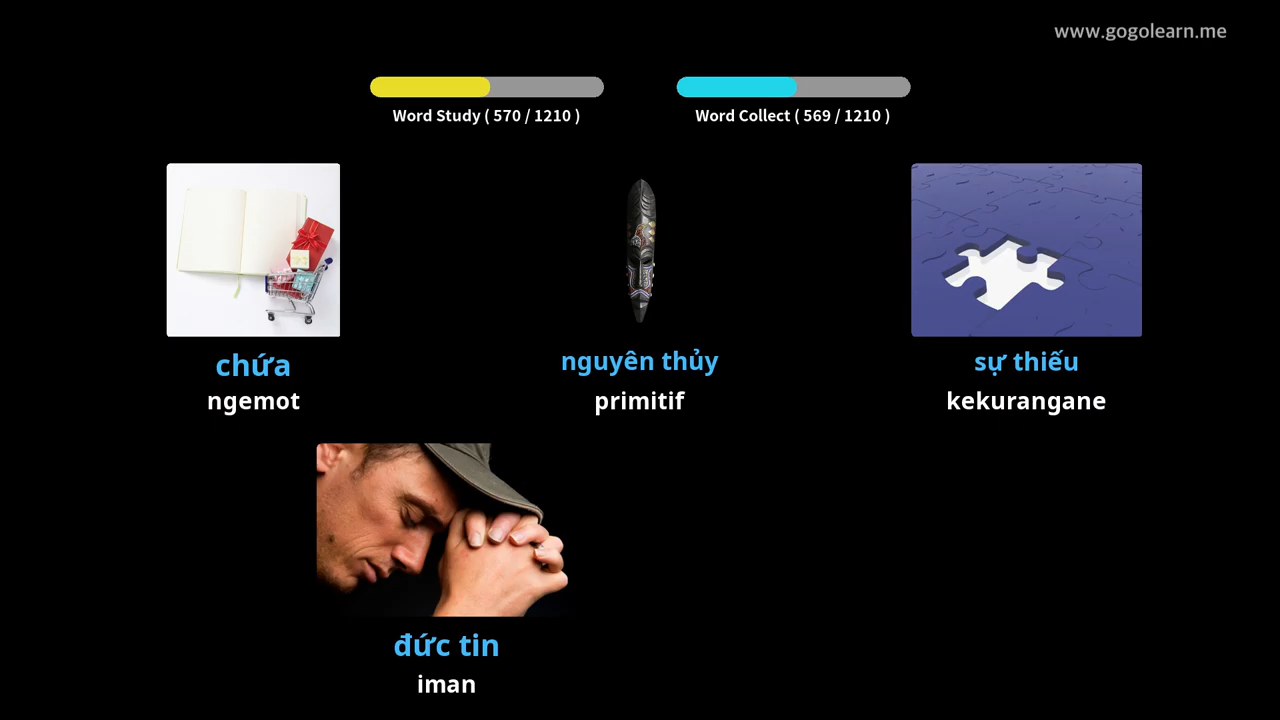 www.gogolearn.me
Word Study ( 570 / 1210 )
Word Collect ( 569 / 1210 )
chứa
ngemot
nguyên thủy
primitif
sự thiếu
kekurangane
đức tin
iman